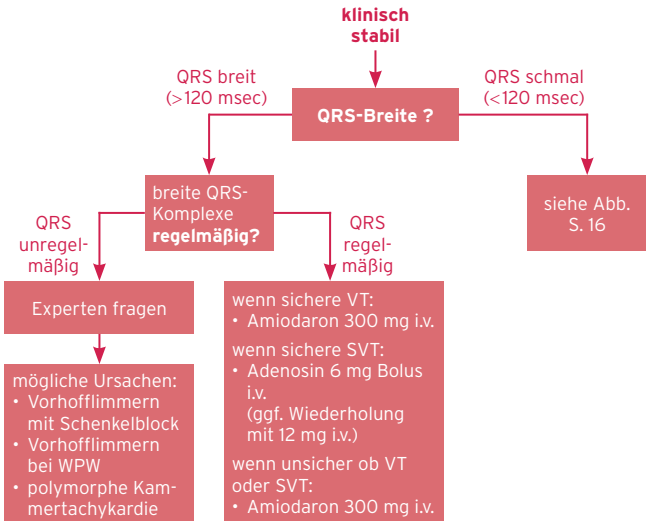 klinisch
stabil
QRS breit
(>120 msec)
QRS schmal
(<120 msec)
QRS-Breite ?
breite QRS-
Komplexe
regelmäßig?
siehe Abb.
S. 16
QRS
unregel-
mäßig
QRS
regel-
mäßig
Experten fragen
mögliche Ursachen:
• Vorhofflimmern
mit Schenkelblock
• Vorhofflimmern
bei WPW
• polymorphe Kam-
mertachykardie
wenn sichere VT:
• Amiodaron 300 mg i.v.
wenn sichere SVT:
• Adenosin 6 mg Bolus
i.v.
(ggf. Wiederholung
mit 12 mg i.v.)
wenn unsicher ob VT
oder SVT:
• Amiodaron 300 mg i.v.